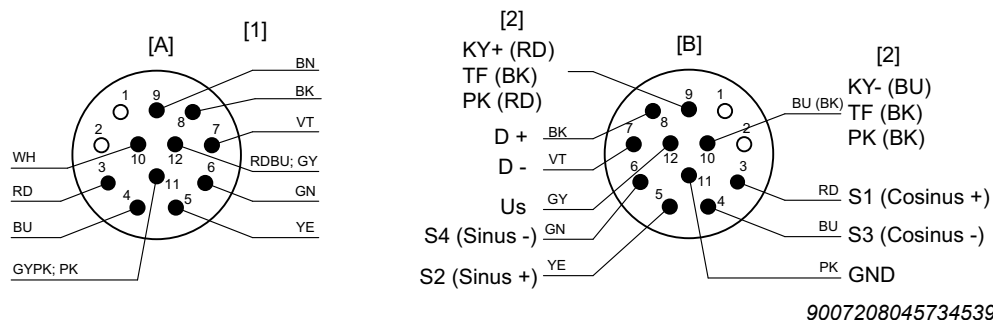 [1]
[A]
BN
BK
VT
RDBU; GY
GN
YE
WH
RD
BU
GYPK; PK
1
9
8
2
7
10
12
3
11
6
4
5
[2]
KY+ (RD)
TF (BK)
PK (RD)
[B]
[2]
KY- (BU)
TF (BK)
PK (BK)
BU (BK)
D + BK
D - VT
Us GY
S4 (Sinus -) GN
S2 (Sinus +) YE
9
1
8
7
2
12
10
6
11
3
5
4
RD S1 (Cosinus +)
BU S3 (Cosinus -)
PK GND
9007208045734539